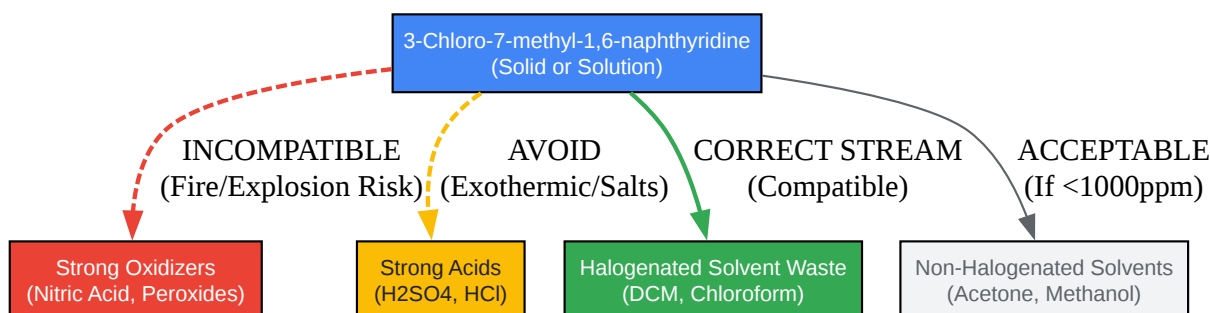 3-Chloro-7-methyl-1,6-naphthyridine
(Solid or Solution)
INCOMPATIBLE
(Fire/Explosion Risk)
AVOID
(Exothermic/Salts)
CORRECT STREAM
(Compatible)
ACCEPTABLE
(If <1000ppm)
Strong Oxidizers
(Nitric Acid, Peroxides)
Strong Acids
(H2SO4, HCl)
Halogenated Solvent Waste
(DCM, Chloroform)
Non-Halogenated Solvents
(Acetone, Methanol)